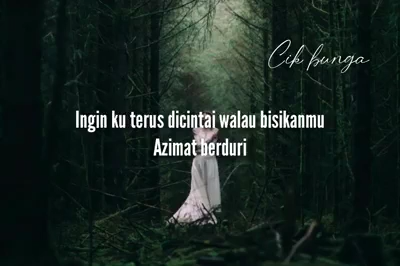 Cik bunga
Ingin ku terus dicintai walau bisikanmu
Azimat berduri